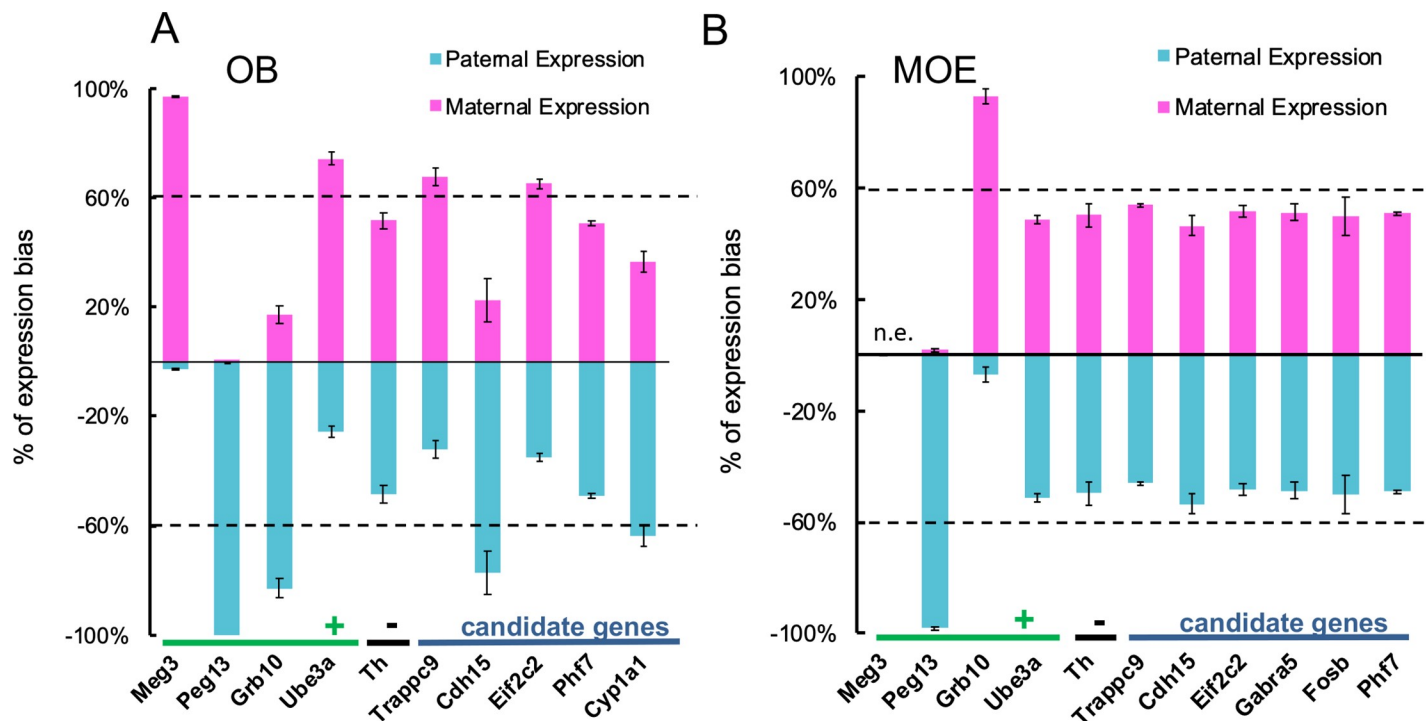 A
OB
Paternal Expression
Maternal Expression
% of expression bias
100%
60%
20%
-20%
-60%
-100%
+
-
candidate genes
Meg3
Peg13
Grb10
Ube3a
Th
Trappc9
Cdh15
Eif2c2
Phf7
Cyp1a1
B
MOE
Paternal Expression
Maternal Expression
% of expression bias
100%
60%
20%
-20%
-60%
-100%
n.e.
+
-
candidate genes
Meg3
Peg13
Grb10
Ube3a
Th
Trappc9
Cdh15
Eif2c2
Gabra5
Fosb
Phf7